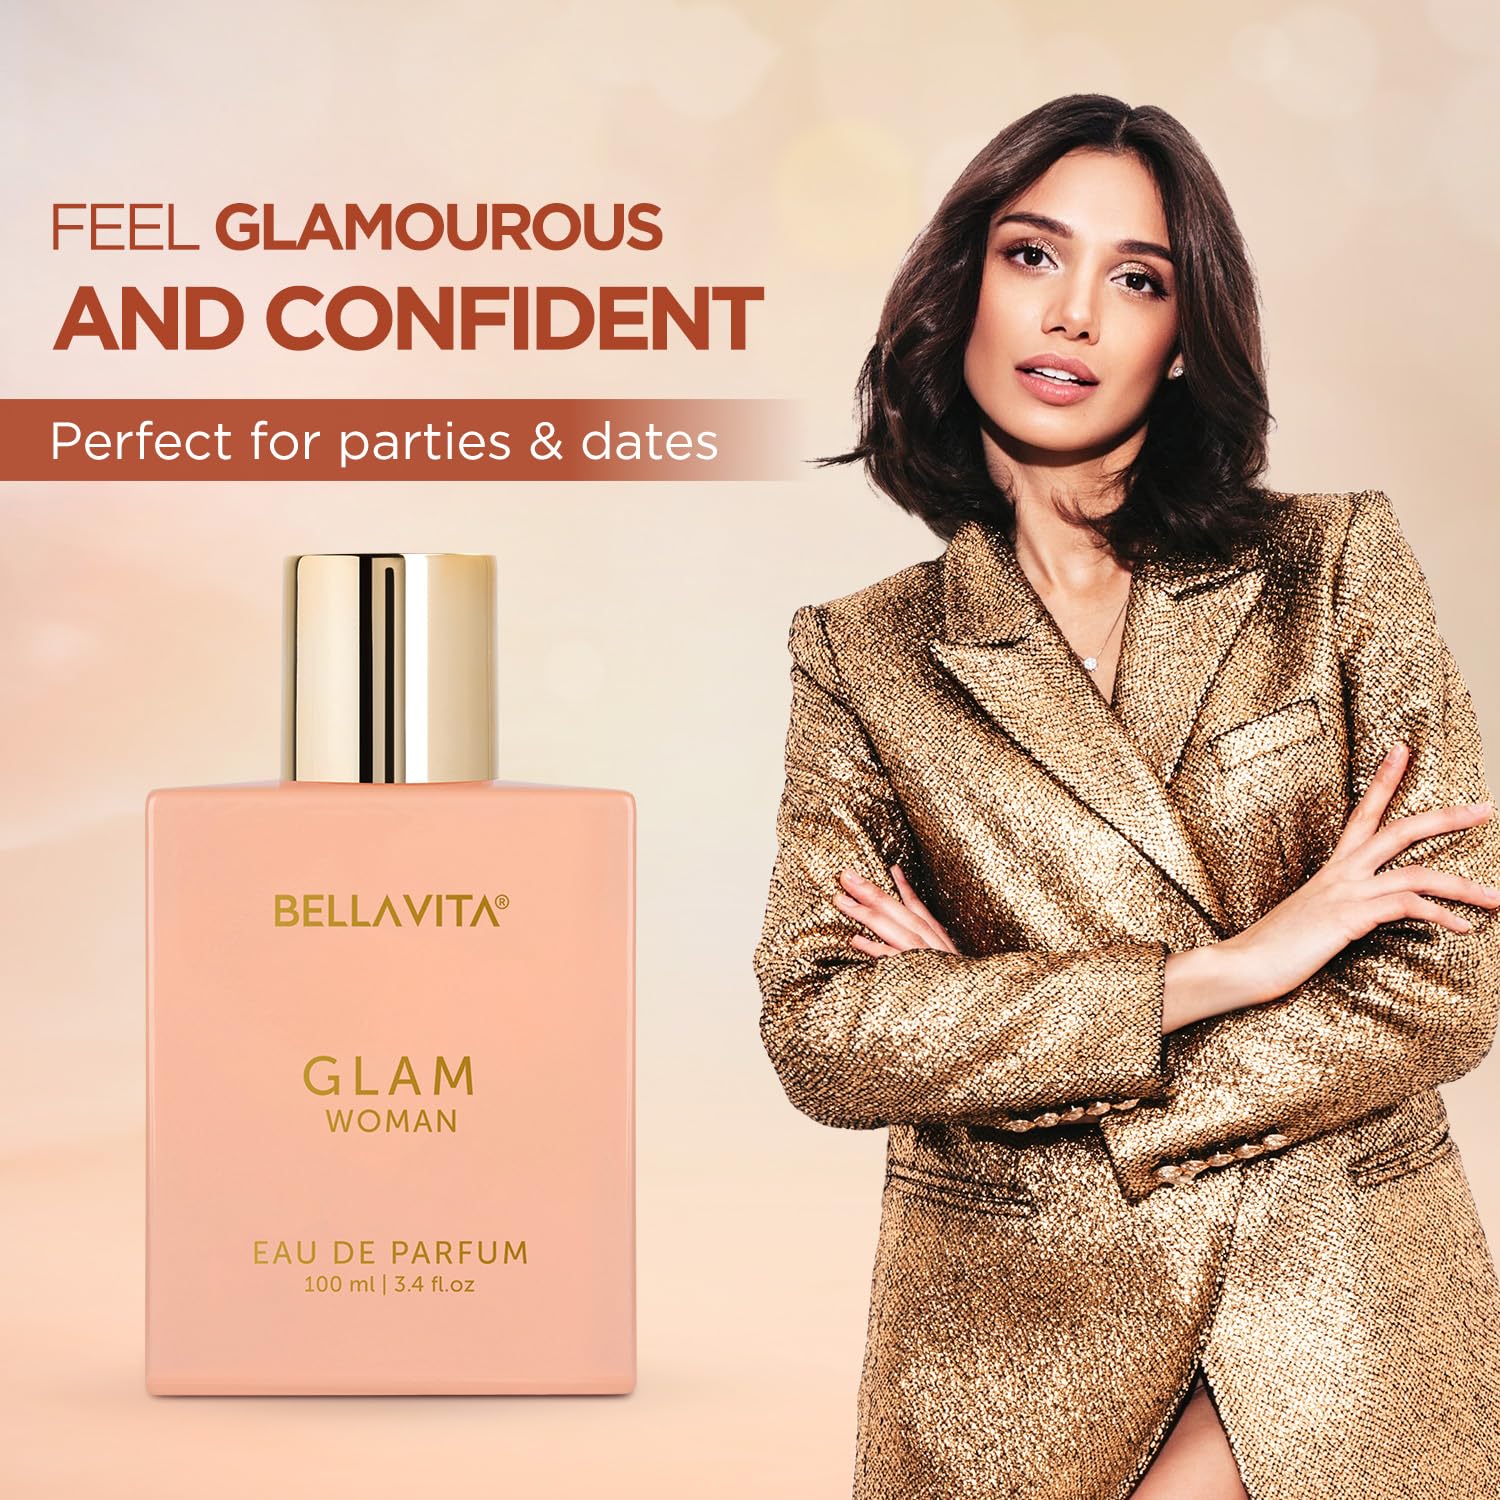 FEEL GLAMOUROUS
AND CONFIDENT
Perfect for parties & dates
BELLAVITA®
GLAM
WOMAN
EAU DE PARFUM
100 ml | 3.4 fl.oz